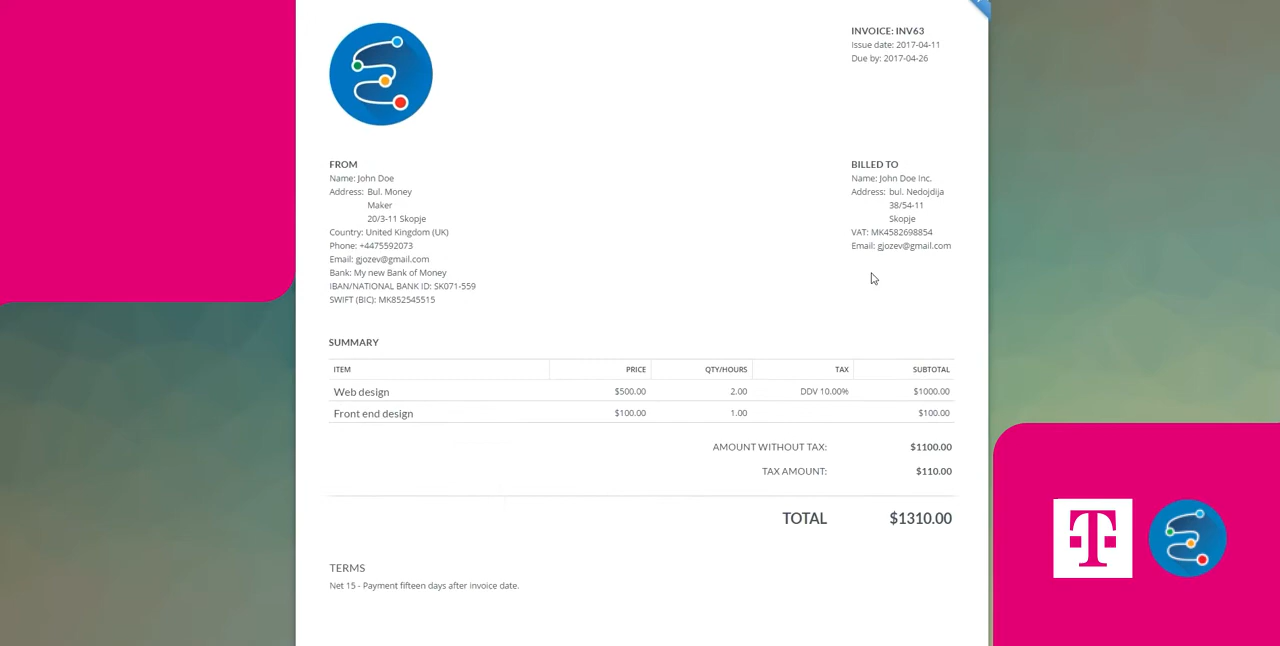 INVOICE: INV63
Issue date: 2017-04-11
Due by: 2017-04-26
FROM
Name: John Doe
Address: Bul. Money
Maker
20/3-11 Skopje
Country: United Kingdom (UK)
Phone: +4475592073
Email: gjozev@gmail.com
Bank: My new Bank of Money
IBAN/NATIONAL BANK ID: SK071-559
SWIFT (BIC): MK852545515
BILLED TO
Name: John Doe Inc.
Address: bul. Nedojdija
38/54-11
Skopje
VAT: MK4582698854
Email: gjozev@gmail.com
SUMMARY
ITEM PRICE QTY/HOURS TAX SUBTOTAL
Web design $500.00 2.00 DDV 10.00% $1000.00
Front end design $100.00 1.00 $100.00
AMOUNT WITHOUT TAX: $1100.00
TAX AMOUNT: $110.00
TOTAL $1310.00
TERMS
Net 15 - Payment fifteen days after invoice date.
T